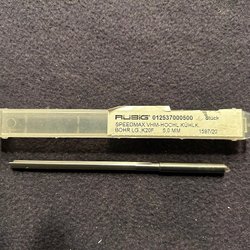 RUBIG 012537000500 Stück
SPEEDMAX VHM-HOCHL.KÜHLK.
BOHR.LG.,K20F 5,0 MM 1597/20